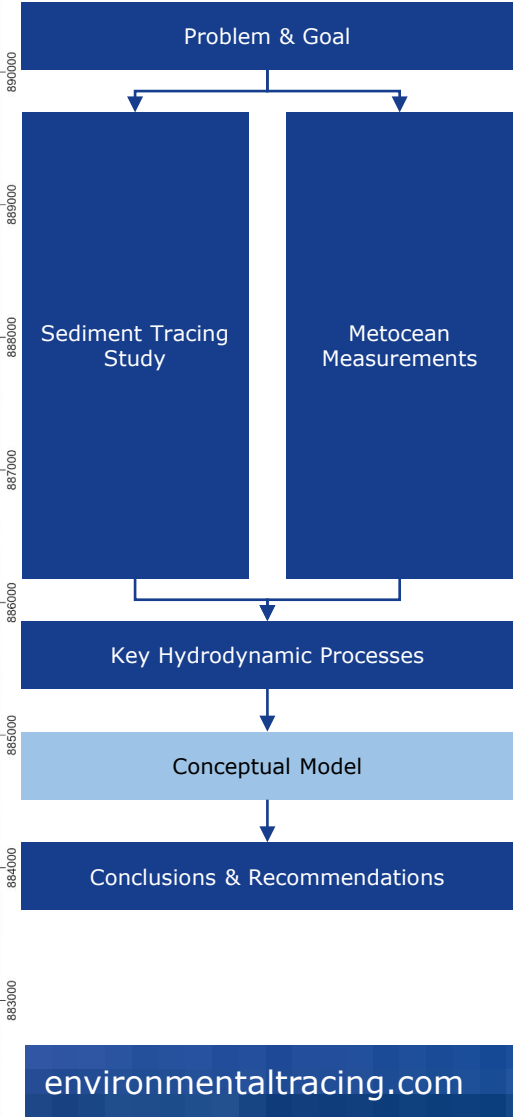 Problem & Goal
890000
889000
Sediment Tracing
Study
Metocean
Measurements
888000
887000
886000
Key Hydrodynamic Processes
885000
Conceptual Model
884000
Conclusions & Recommendations
883000
environmentaltracing.com